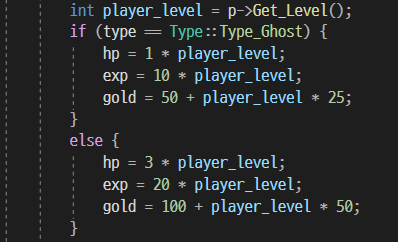 int player_level = p->Get_Level();
if (type == Type::Type_Ghost) {
hp = 1 * player_level;
exp = 10 * player_level;
gold = 50 + player_level * 25;
}
else {
hp = 3 * player_level;
exp = 20 * player_level;
gold = 100 + player_level * 50;
}